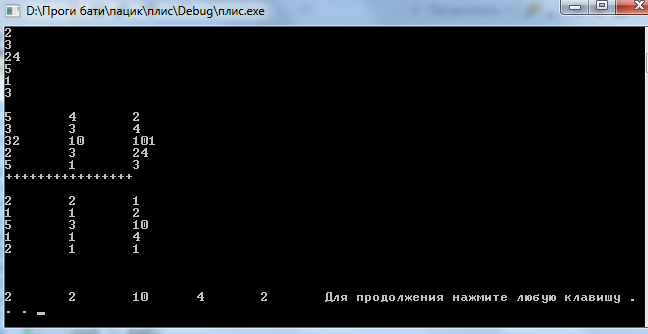 D:\Проги бати\пацик\плис\Debug\плис.exe
2
3
24
5
1
3
5 4 2
3 3 4
32 10 101
2 3 24
5 1 3
++++++++++++++++
2 2 1
1 1 2
5 3 10
1 1 4
2 1 1
2 2 10 4 2 Для продолжения нажмите любую клавишу .
. . _